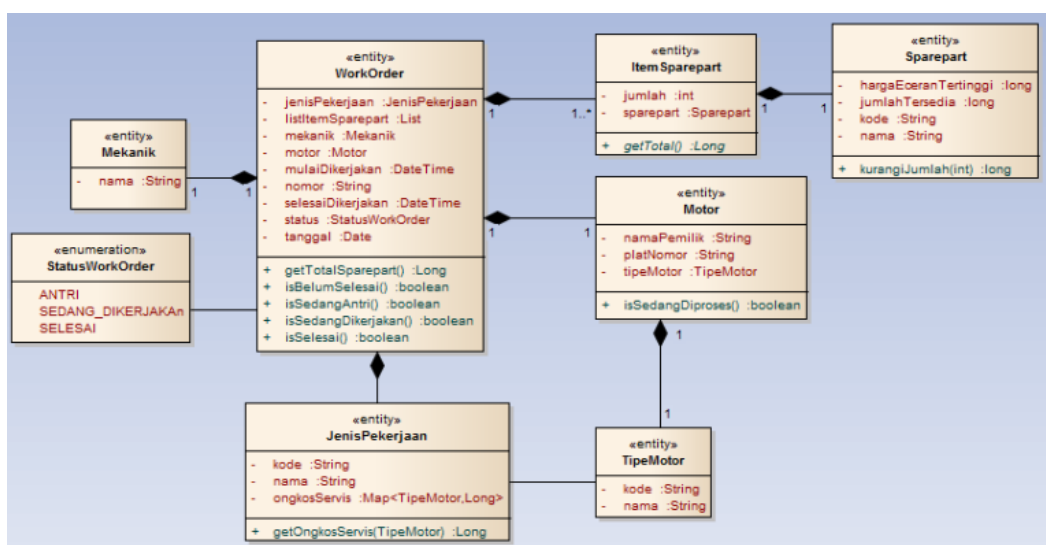 «entity»
WorkOrder
- jenisPekerjaan :JenisPekerjaan
- listItemSparepart :List
- mekanik :Mekanik
- motor :Motor
- mulaiDikerjakan :DateTime
- nomor :String
- selesaiDikerjakan :DateTime
- status :StatusWorkOrder
- tanggal :Date
+ getTotalSparepart() :Long
+ isBelumSelesai() :boolean
+ isSedangAntri() :boolean
+ isSedangDikerjakan() :boolean
+ isSelesai() :boolean
«entity»
ItemSparepart
- jumlah :int
- sparepart :Sparepart
+ getTotal() :Long
«entity»
Sparepart
- hargaEceranTertinggi :long
- jumlahTersedia :long
- kode :String
- nama :String
+ kurangiJumlah(int) :long
«entity»
Mekanik
- nama :String
«enumeration»
StatusWorkOrder
ANTRI
SEDANG_DIKERJAKAn
SELESAI
«entity»
Motor
- namaPemilik :String
- platNomor :String
- tipeMotor :TipeMotor
+ isSedangDiproses() :boolean
«entity»
JenisPekerjaan
- kode :String
- nama :String
- ongkosServis :Map<TipeMotor,Long>
+ getOngkosServis(TipeMotor) :Long
«entity»
TipeMotor
- kode :String
- nama :String
1
1..*
1
1
1
1
1
1
1
1